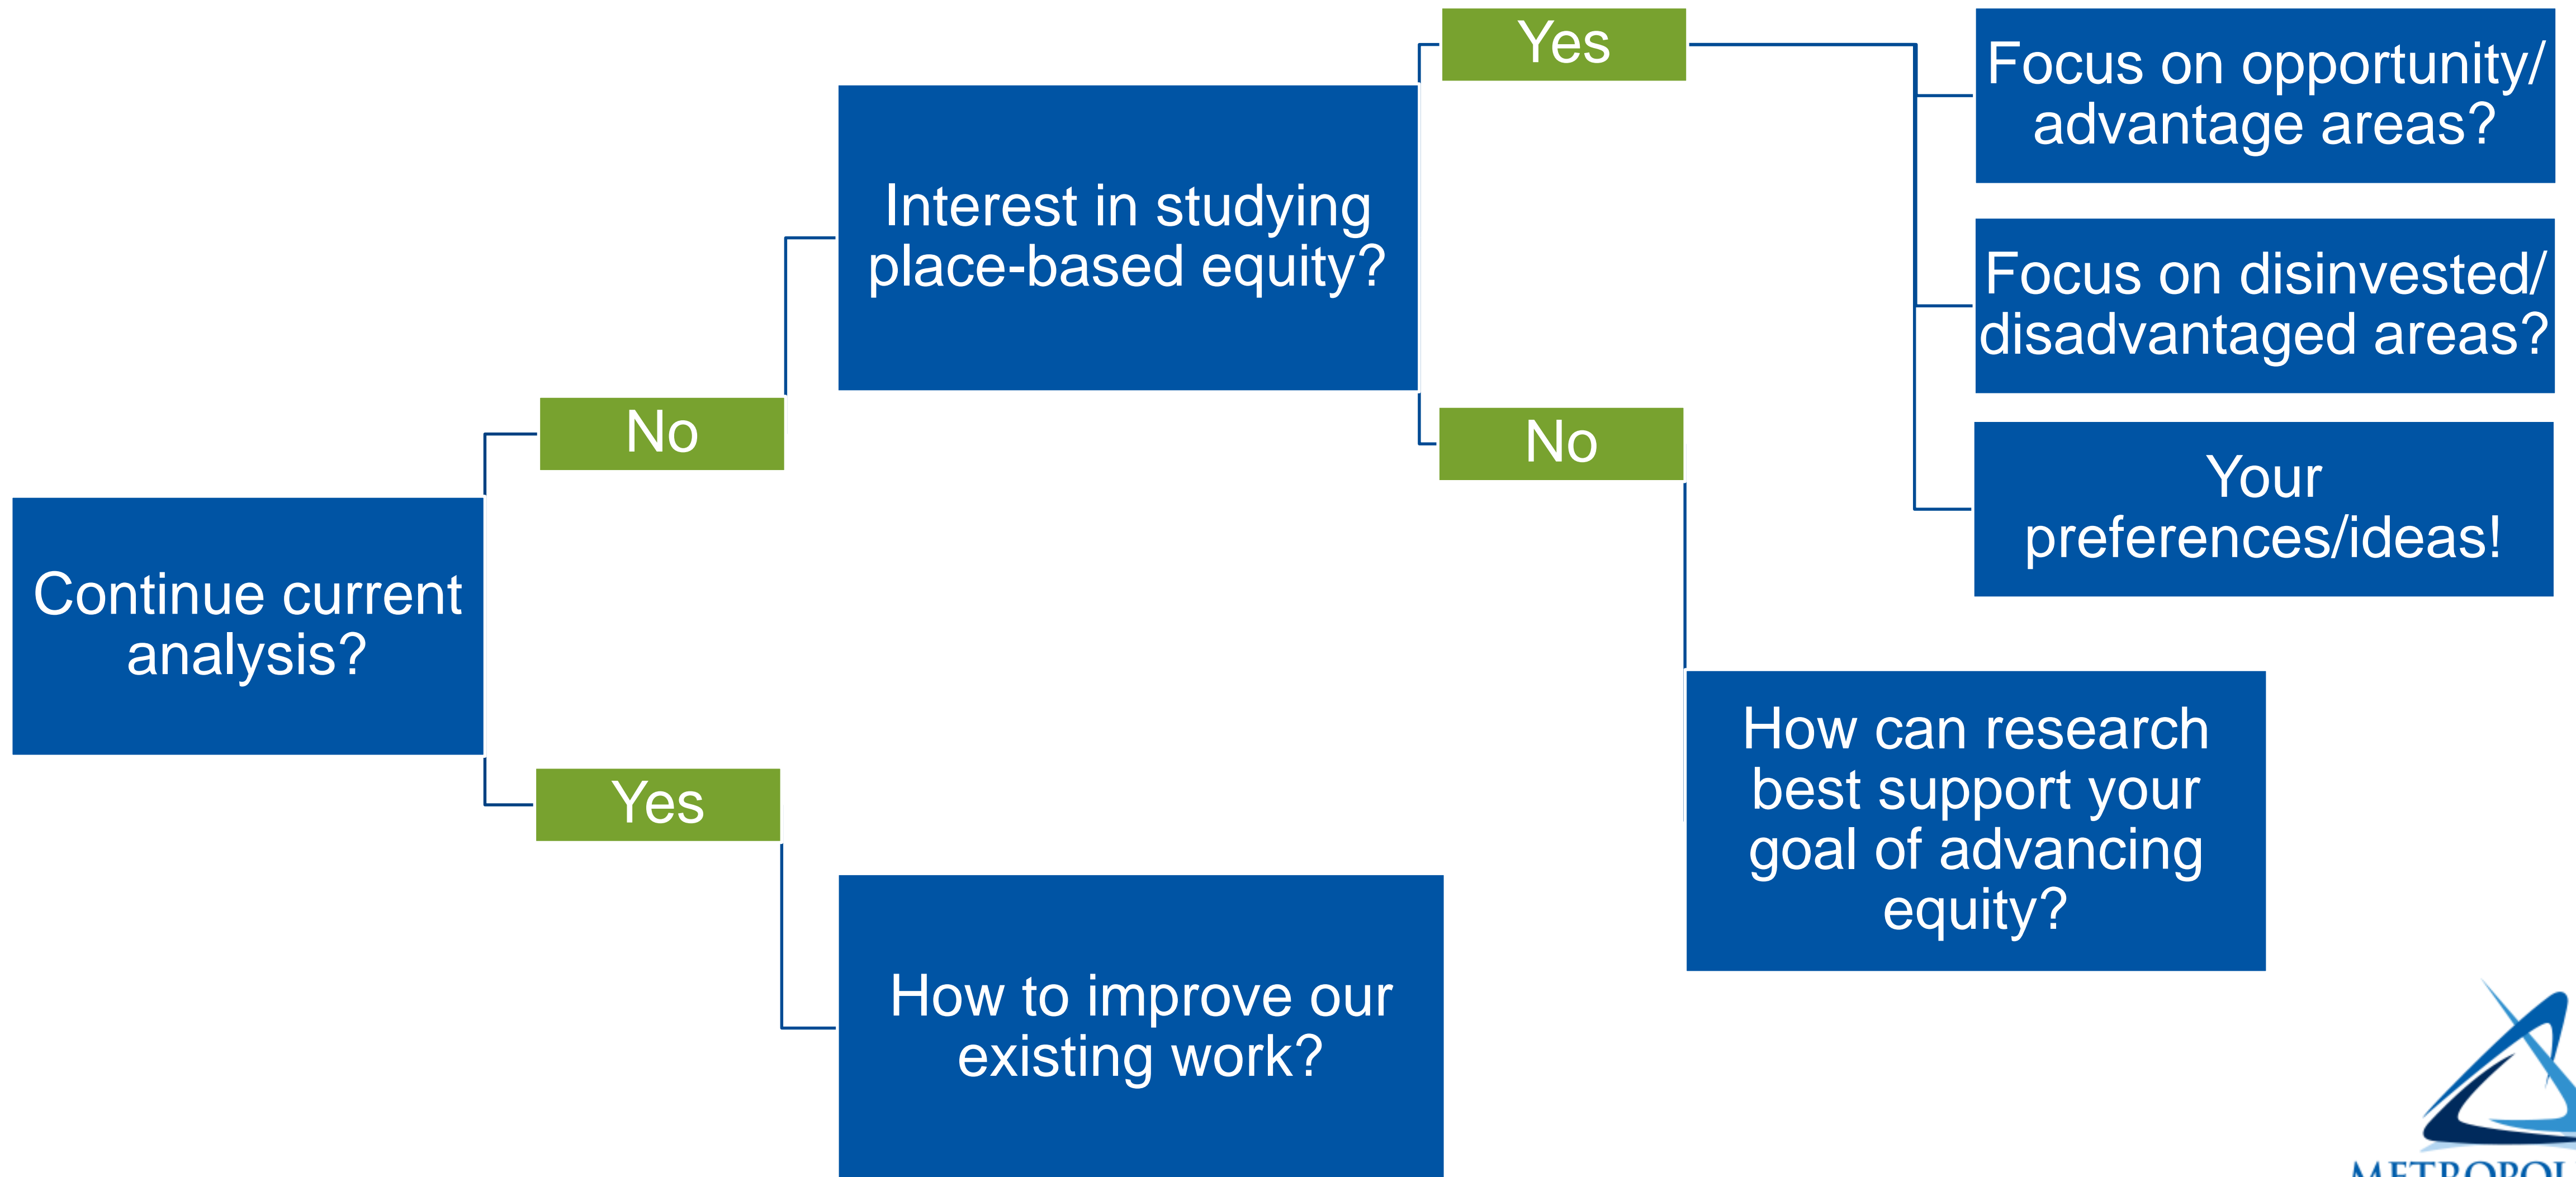 Continue current
analysis?
No
Yes
Interest in studying
place-based equity?
How to improve our
existing work?
Yes
No
Focus on opportunity/
advantage areas?
Focus on disinvested/
disadvantaged areas?
Your
preferences/ideas!
How can research
best support your
goal of advancing
equity?